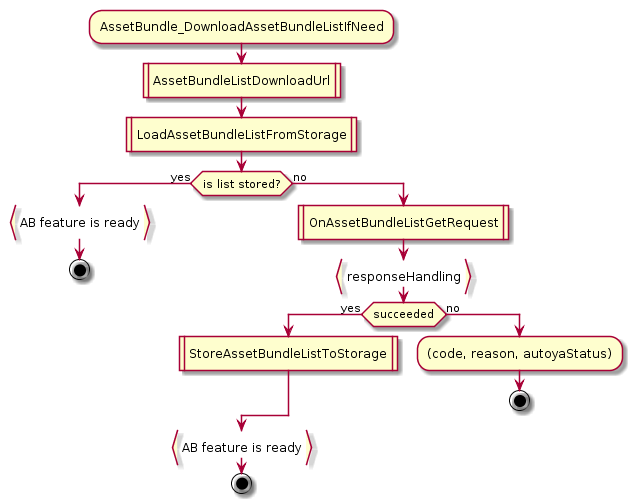 AssetBundle_DownloadAssetBundleListIfNeed
AssetBundleListDownloadUrl
LoadAssetBundleListFromStorage
yes
is list stored?
no
AB feature is ready
OnAssetBundleListGetRequest
responseHandling
yes
succeeded
no
StoreAssetBundleListToStorage
(code, reason, autoyaStatus)
AB feature is ready